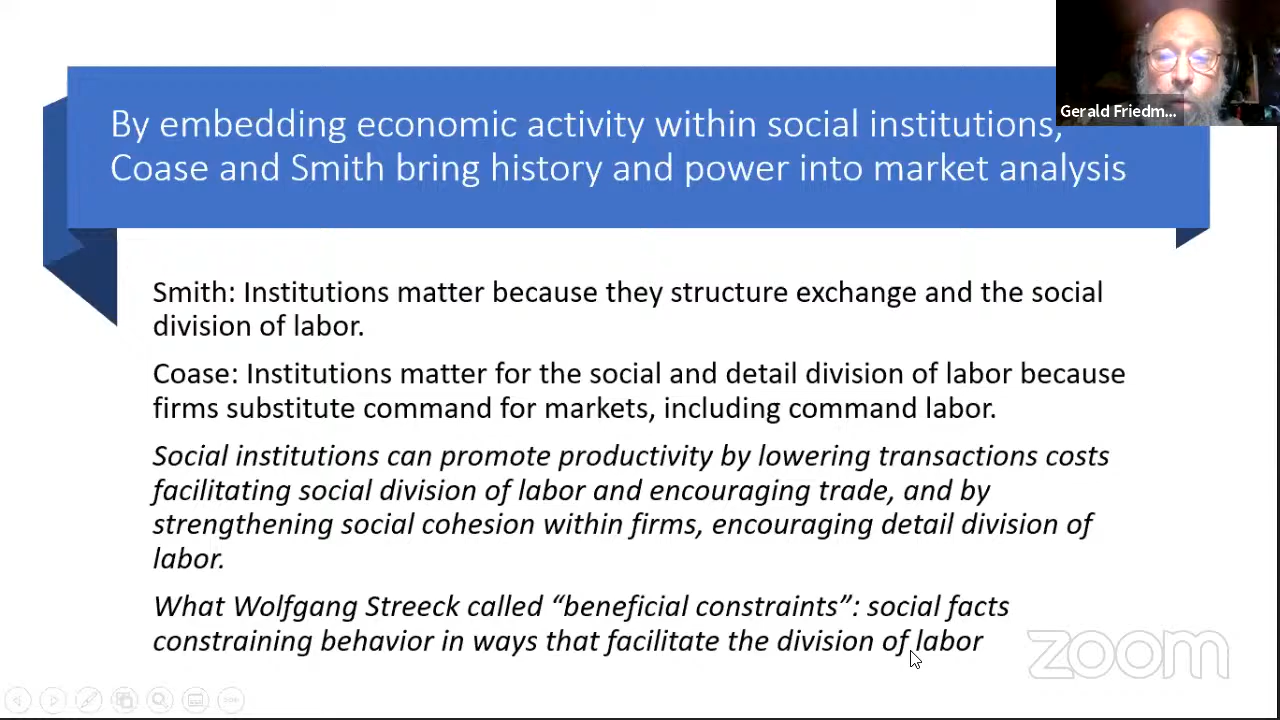 By embedding economic activity within social institutions,
Coase and Smith bring history and power into market analysis
Gerald Friedm...
Smith: Institutions matter because they structure exchange and the social
division of labor.
Coase: Institutions matter for the social and detail division of labor because
firms substitute command for markets, including command labor.
Social institutions can promote productivity by lowering transactions costs
facilitating social division of labor and encouraging trade, and by
strengthening social cohesion within firms, encouraging detail division of
labor.
What Wolfgang Streeck called “beneficial constraints”: social facts
constraining behavior in ways that facilitate the division of labor
zoom